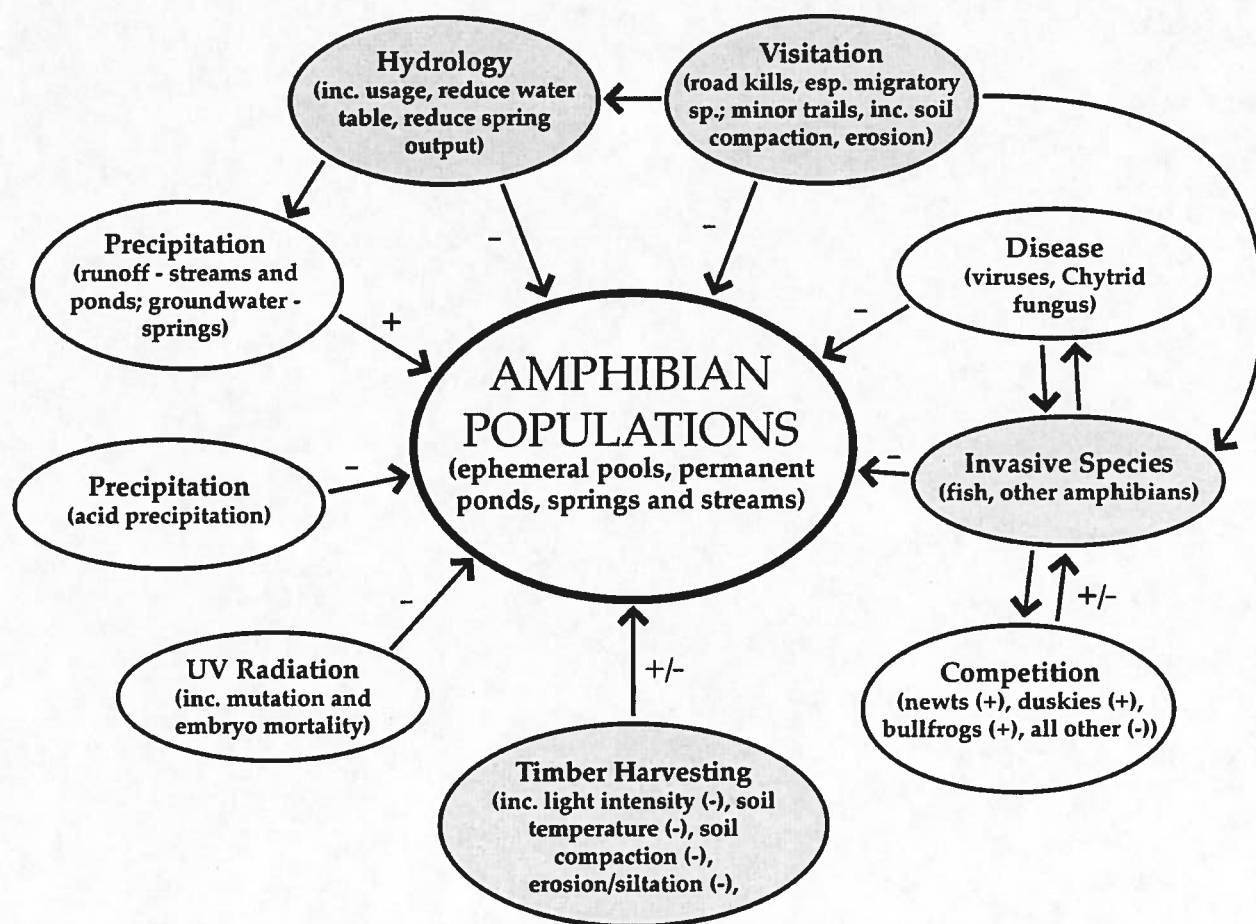 Hydrology
(inc. usage, reduce water
table, reduce spring
output)
Visitation
(road kills, esp. migratory
sp.; minor trails, inc. soil
compaction, erosion)
-
-
Precipitation
(runoff - streams and
ponds; groundwater -
springs)
+
Disease
(viruses, Chytrid
fungus)
-
AMPHIBIAN
POPULATIONS
(ephemeral pools, permanent
ponds, springs and streams)
Precipitation
(acid precipitation)
-
-
Invasive Species
(fish, other amphibians)
+/-
UV Radiation
(inc. mutation and
embryo mortality)
-
+/-
Competition
(newts (+), duskies (+),
bullfrogs (+), all other (-))
Timber Harvesting
(inc. light intensity (-), soil
temperature (-), soil
compaction (-),
erosion/siltation (-),